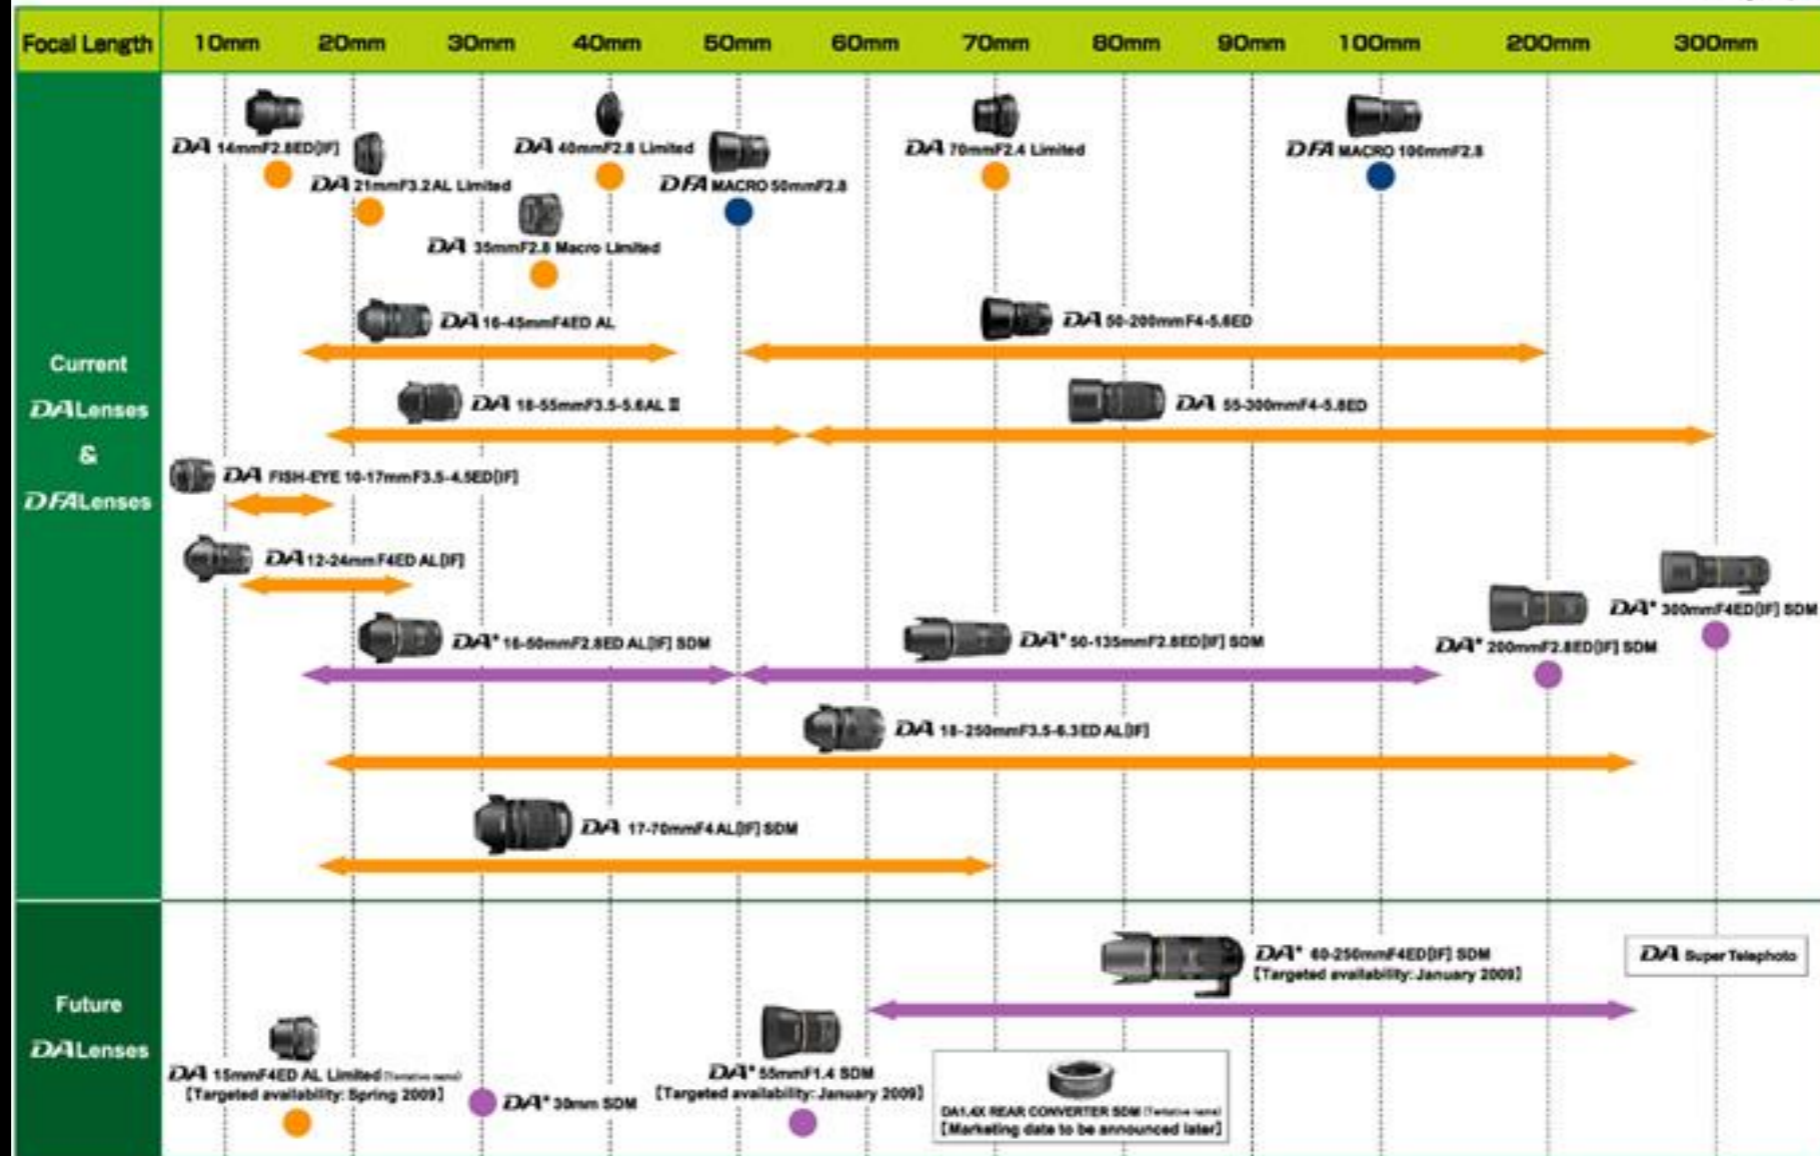 Focal Length 10mm 20mm 30mm 40mm 50mm 60mm 70mm 80mm 90mm 100mm 200mm 300mm
Current
DA Lenses
&
DFA Lenses
DA 14mmF2.8ED[IF]
DA 21mmF3.2AL Limited
DA 40mmF2.8 Limited
DFA MACRO 50mmF2.8
DA 35mmF2.8 Macro Limited
DA 70mmF2.4 Limited
DFA MACRO 100mmF2.8
DA 16-45mmF4ED AL
DA 50-200mmF4-5.6ED
DA 18-55mmF3.5-5.6AL II
DA 55-300mmF4-5.8ED
DA FISH-EYE 10-17mmF3.5-4.5ED[IF]
DA 12-24mmF4ED AL[IF]
DA* 16-50mmF2.8ED AL[IF] SDM
DA* 50-135mmF2.8ED[IF] SDM
DA* 200mmF2.8ED[IF] SDM
DA* 300mmF4ED[IF] SDM
DA 18-250mmF3.5-6.3ED AL[IF]
DA 17-70mmF4AL[IF] SDM
Future
DA Lenses
DA* 60-250mmF4ED[IF] SDM
[Targeted availability: January 2009]
DA Super Telephoto
DA 15mmF4ED AL Limited (Tentative name)
[Targeted availability: Spring 2009]
DA* 30mm SDM
DA* 55mmF1.4 SDM
[Targeted availability: January 2009]
DA1.4X REAR CONVERTER SDM (Tentative name)
[Marketing date to be announced later]